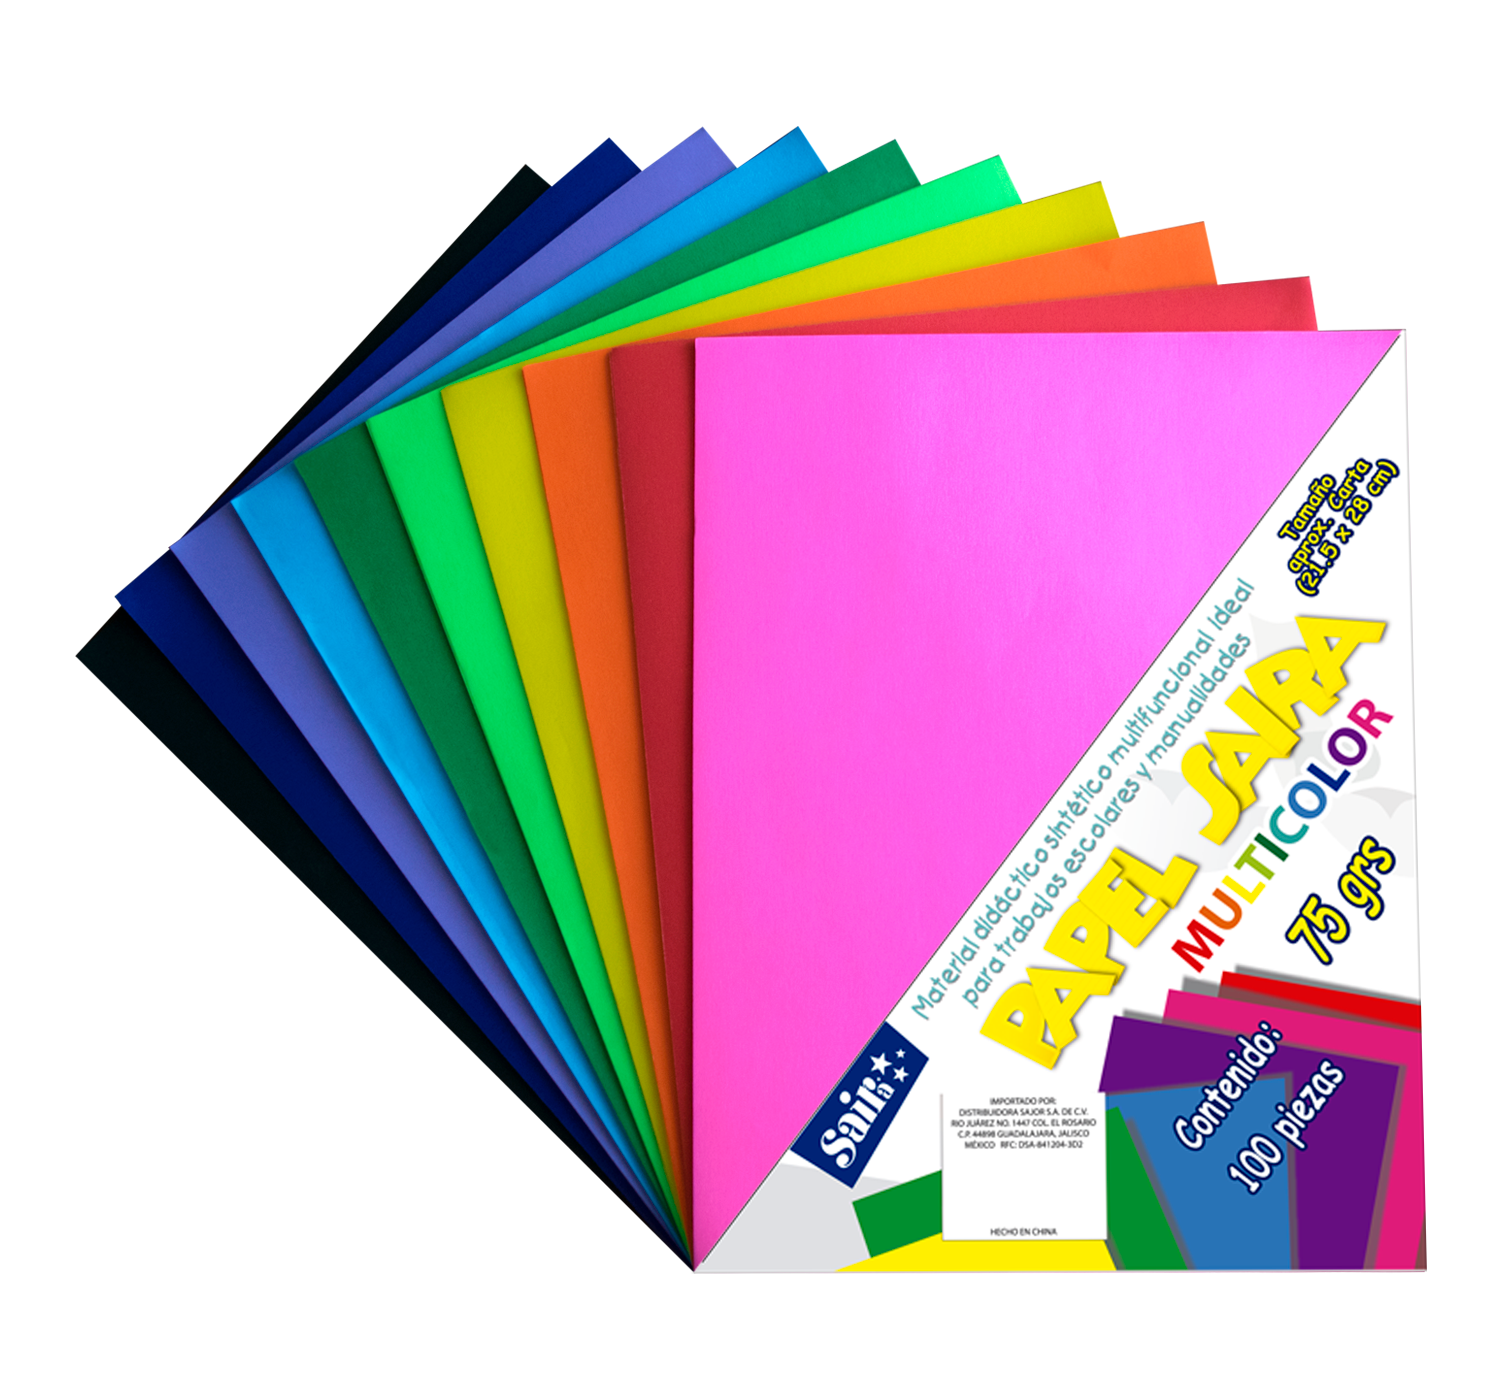 Tamaño
aprox. Carta
(21.5 x 28 cm)
Material didáctico sintético multifuncional ideal
para trabajos escolares y manualidades
PAPEL SAIRA
MULTICOLOR
75 grs
Saira
Contenido:
100 piezas
IMPORTADO POR:
DISTRIBUIDORA SAJOR S.A. DE C.V.
RIO JUÁREZ NO. 1447 COL. EL ROSARIO
C.P. 44898 GUADALAJARA, JALISCO
MÉXICO RFC: DSA-841204-3D2
HECHO EN CHINA